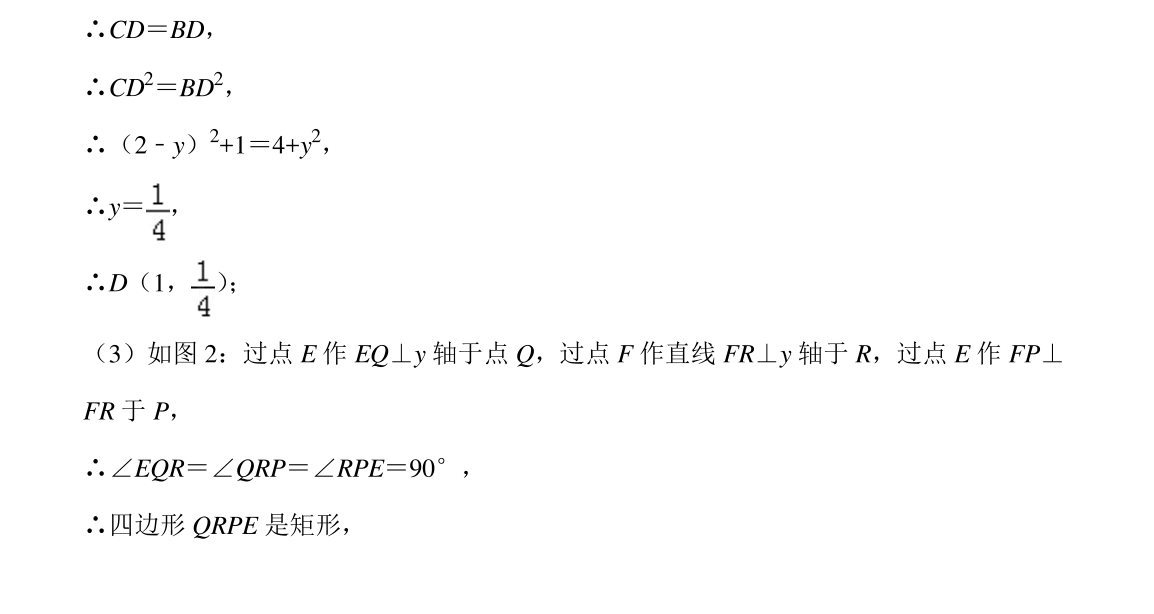 ∴CD=BD，
∴CD²=BD²，
∴（2﹣y）²+1=4+y²，
∴y=1/4，
∴D（1，1/4）；
（3）如图2：过点E作EQ⊥y轴于点Q，过点F作直线FR⊥y轴于R，过点E作FP⊥
FR于P，
∴∠EQR=∠QRP=∠RPE=90°，
∴四边形QRPE是矩形，